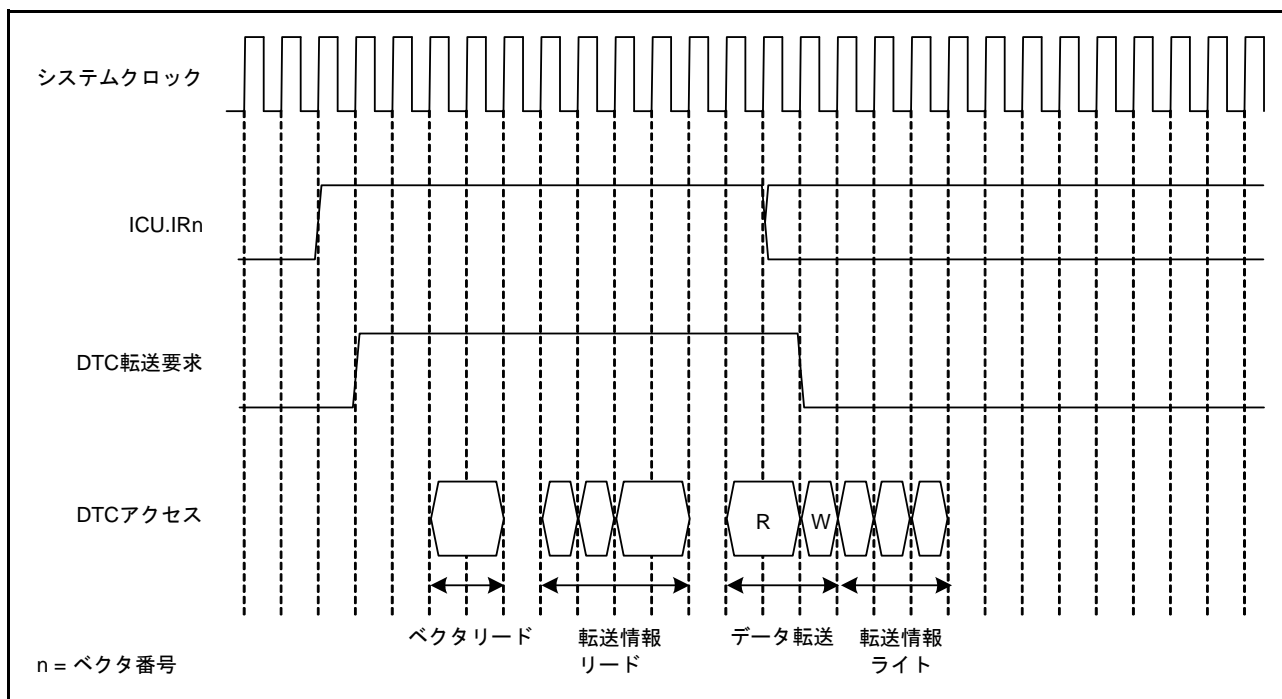 システムクロック
ICU.IRn
DTC転送要求
DTCアクセス
R
W
ベクタリード
転送情報
リード
データ転送
転送情報
ライト
n = ベクタ番号